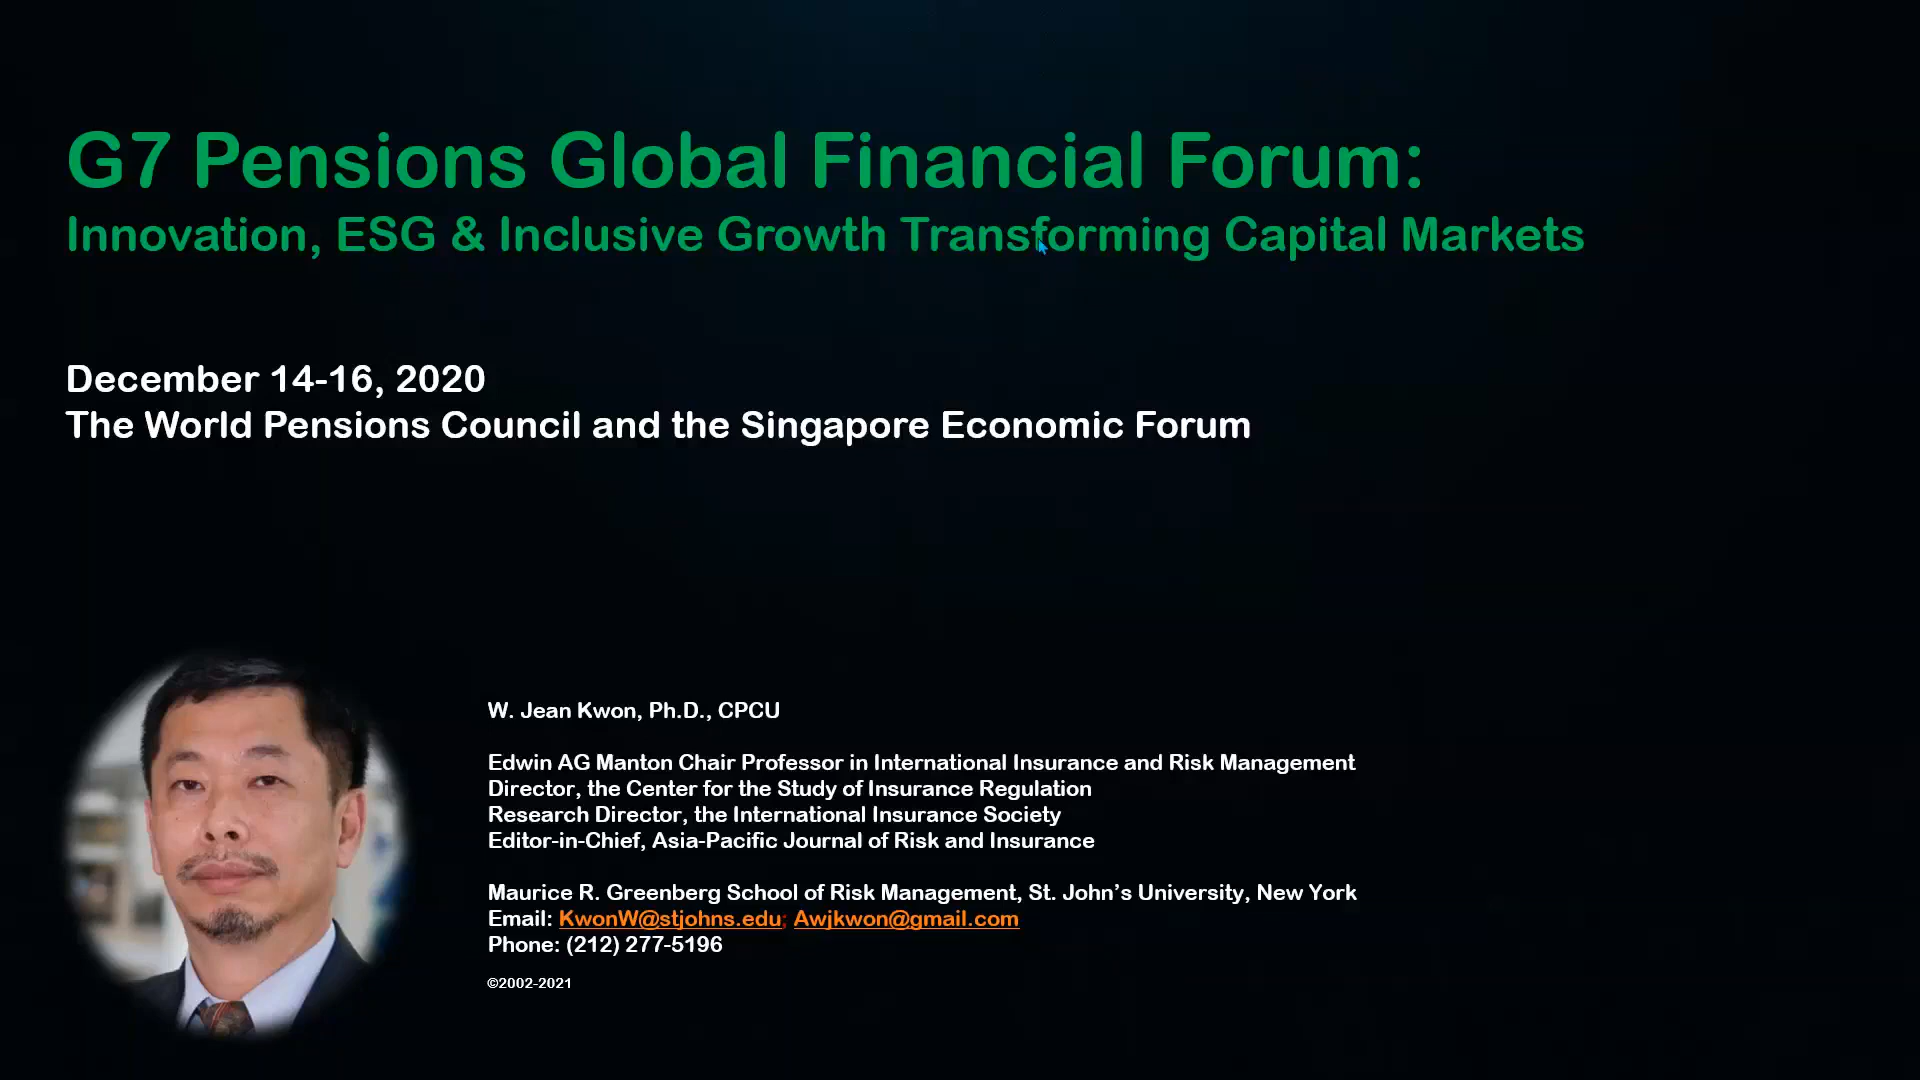 G7 Pensions Global Financial Forum:
Innovation, ESG & Inclusive Growth Transforming Capital Markets
December 14-16, 2020
The World Pensions Council and the Singapore Economic Forum
W. Jean Kwon, Ph.D., CPCU
Edwin AG Manton Chair Professor in International Insurance and Risk Management
Director, the Center for the Study of Insurance Regulation
Research Director, the International Insurance Society
Editor-in-Chief, Asia-Pacific Journal of Risk and Insurance
Maurice R. Greenberg School of Risk Management, St. John’s University, New York
Email: KwonW@stjohns.edu; Awjkwon@gmail.com
Phone: (212) 277-5196
©2002-2021